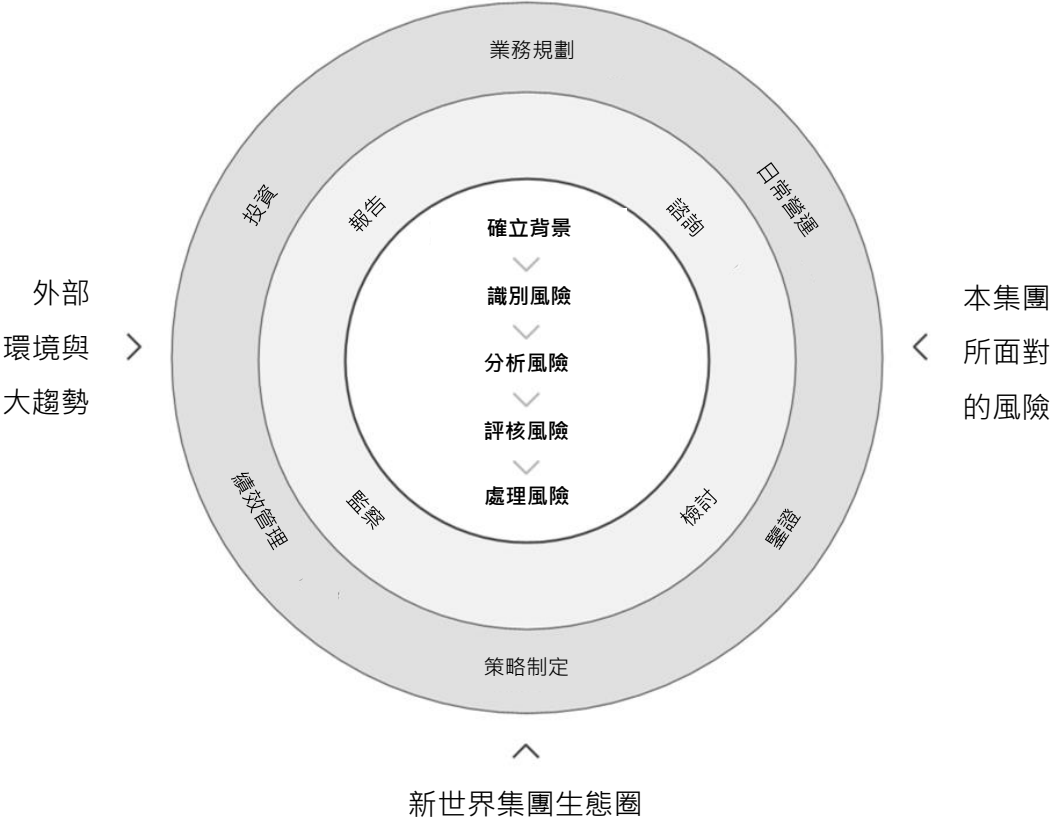 業務規劃
投資
日常營運
報告
諮詢
確立背景
識別風險
分析風險
評核風險
處理風險
外部
環境與
大趨勢
本集團
所面對
的風險
績效管理
監察
檢討
鑒證
策略制定
新世界集團生態圈